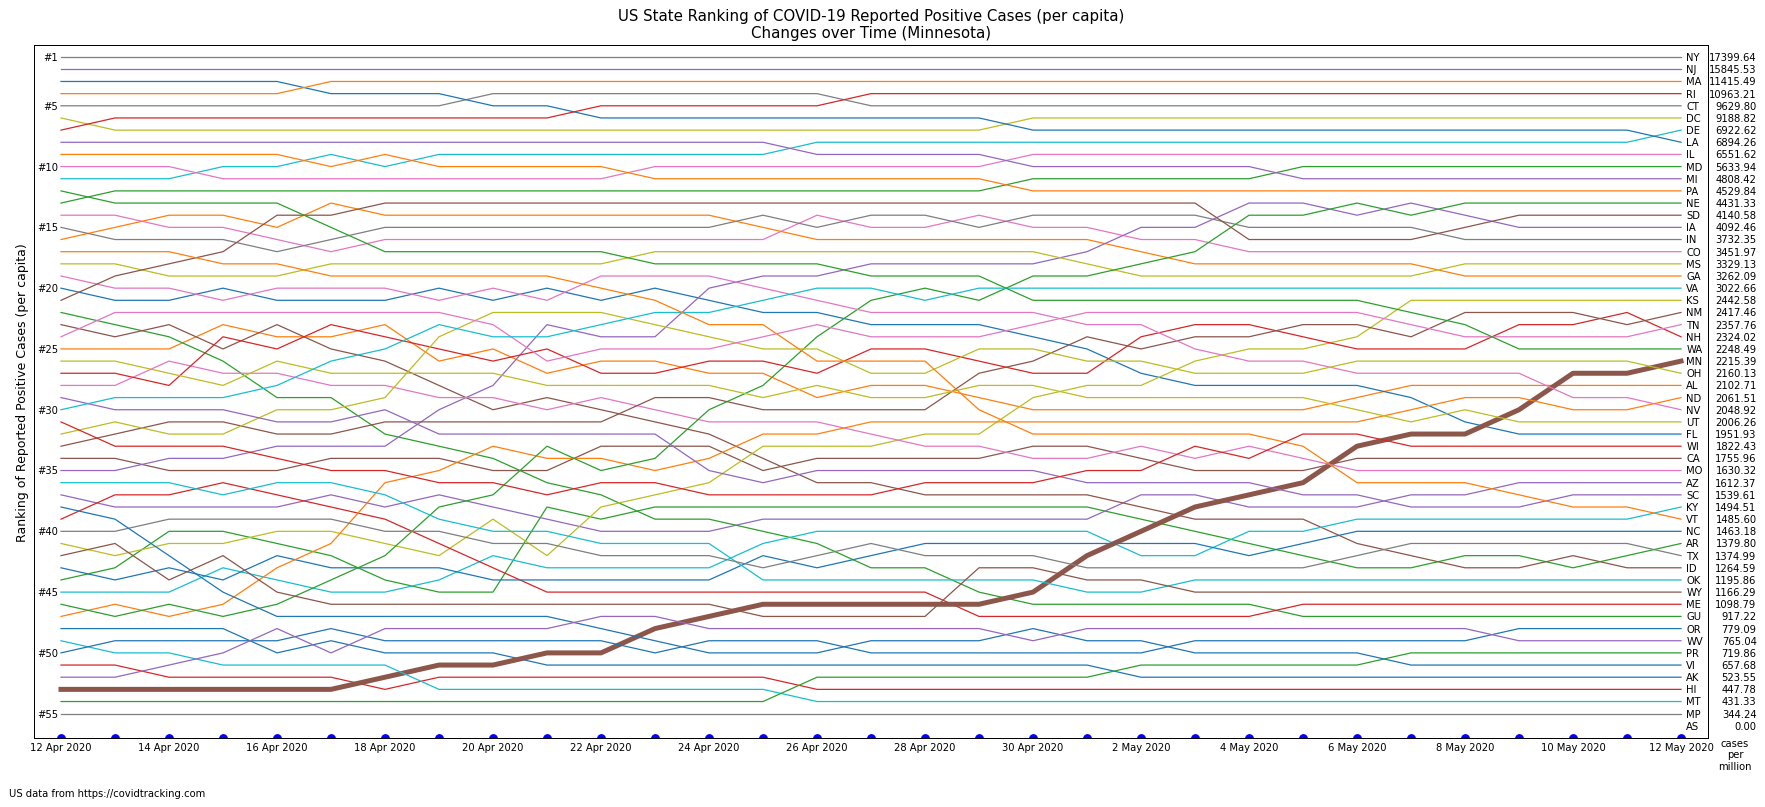 US State Ranking of COVID-19 Reported Positive Cases (per capita)
Changes over Time (Minnesota)
Ranking of Reported Positive Cases (per capita)
#1
#5
#10
#15
#20
#25
#30
#35
#40
#45
#50
#55
NY 17399.64
NJ 15845.53
MA 11415.49
RI 10963.21
CT 9629.80
DC 9188.82
DE 6922.62
LA 6894.26
IL 6551.62
MD 5633.94
MI 4808.42
PA 4529.84
NE 4431.33
SD 4140.58
IA 4092.46
IN 3732.35
CO 3451.97
MS 3329.13
GA 3262.09
VA 3022.66
KS 2442.58
NM 2417.46
TN 2357.76
NH 2324.02
WA 2248.49
MN 2215.39
OH 2160.13
AL 2102.71
ND 2061.51
NV 2048.92
UT 2006.26
FL 1951.93
WI 1822.43
CA 1755.96
MO 1630.32
AZ 1612.37
SC 1539.61
KY 1494.51
VT 1485.60
NC 1463.18
AR 1379.80
TX 1374.99
ID 1264.59
OK 1195.86
WY 1166.29
ME 1098.79
GU 917.22
OR 779.09
WV 765.04
PR 719.86
VI 657.68
AK 523.55
HI 447.78
MT 431.33
MP 344.24
AS 0.00
12 Apr 2020 14 Apr 2020 16 Apr 2020 18 Apr 2020 20 Apr 2020 22 Apr 2020 24 Apr 2020 26 Apr 2020 28 Apr 2020 30 Apr 2020 2 May 2020 4 May 2020 6 May 2020 8 May 2020 10 May 2020 12 May 2020
cases
per
million
US data from https://covidtracking.com